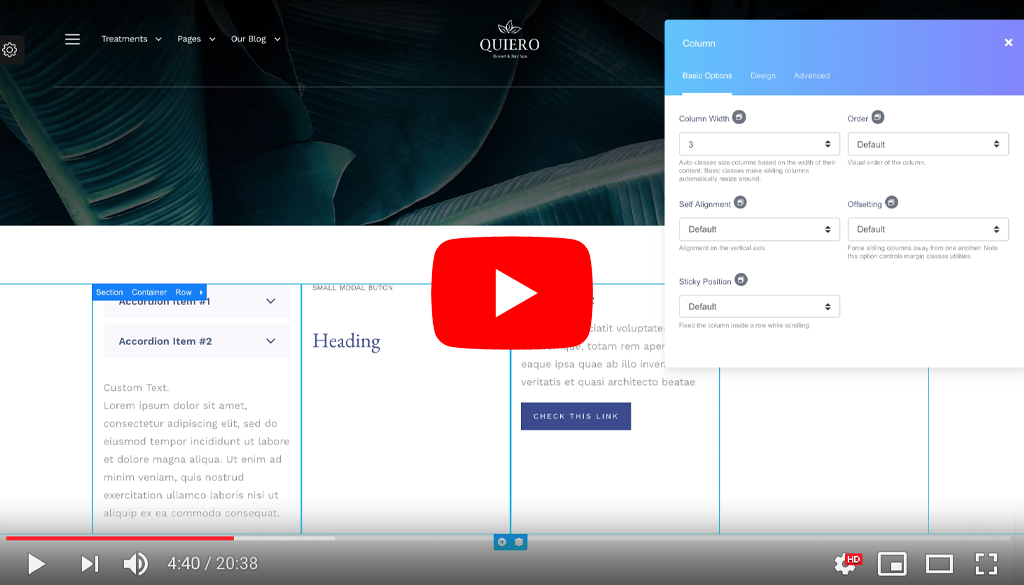 Treatments Pages Our Blog
QUIERO
Resort & Day Spa
Column
Basic Options Design Advanced
Column Width Order
3 Default
Auto classes size columns based on the width of their
content. Basic classes make sibling columns
automatically resize around.
Visual order of the column.
Self Alignment Offsetting
Default Default
Alignment on the vertical axis.
Force sibling columns away from one another. Note
this option controls margin classes utilities.
Sticky Position
Default
Fixed the column inside a row while scrolling.
Section Container Row
Accordion Item #1
Accordion Item #2
Custom Text.
Lorem ipsum dolor sit amet,
consectetur adipiscing elit, sed do
eiusmod tempor incididunt ut labore
et dolore magna aliqua. Ut enim ad
minim veniam, quis nostrud
exercitation ullamco laboris nisi ut
aliquip ex ea commodo consequat.
SMALL MODAL BUTON
Heading
totam rem aper
eaque ipsa quae ab illo inver
veritatis et quasi architecto beatae
CHECK THIS LINK
4:40 / 20:38
HD